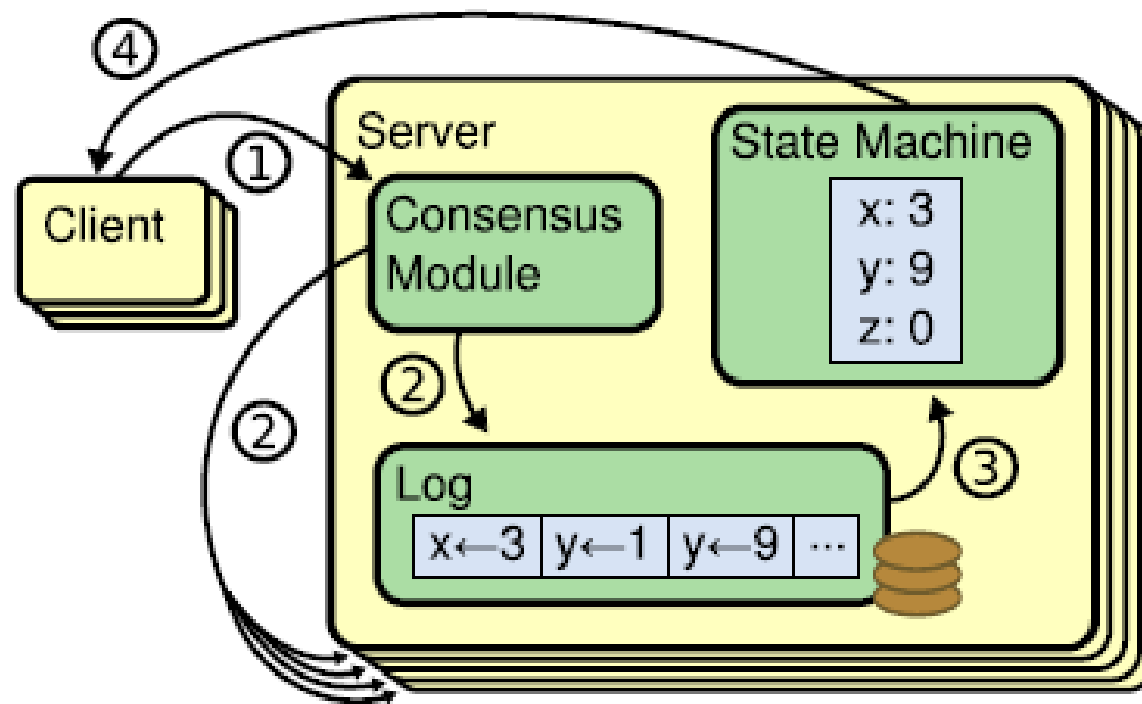 ④
①
Server
State Machine
Client
Consensus
Module
x: 3
y: 9
z: 0
②
②
③
Log
x←3 y←1 y←9 ...